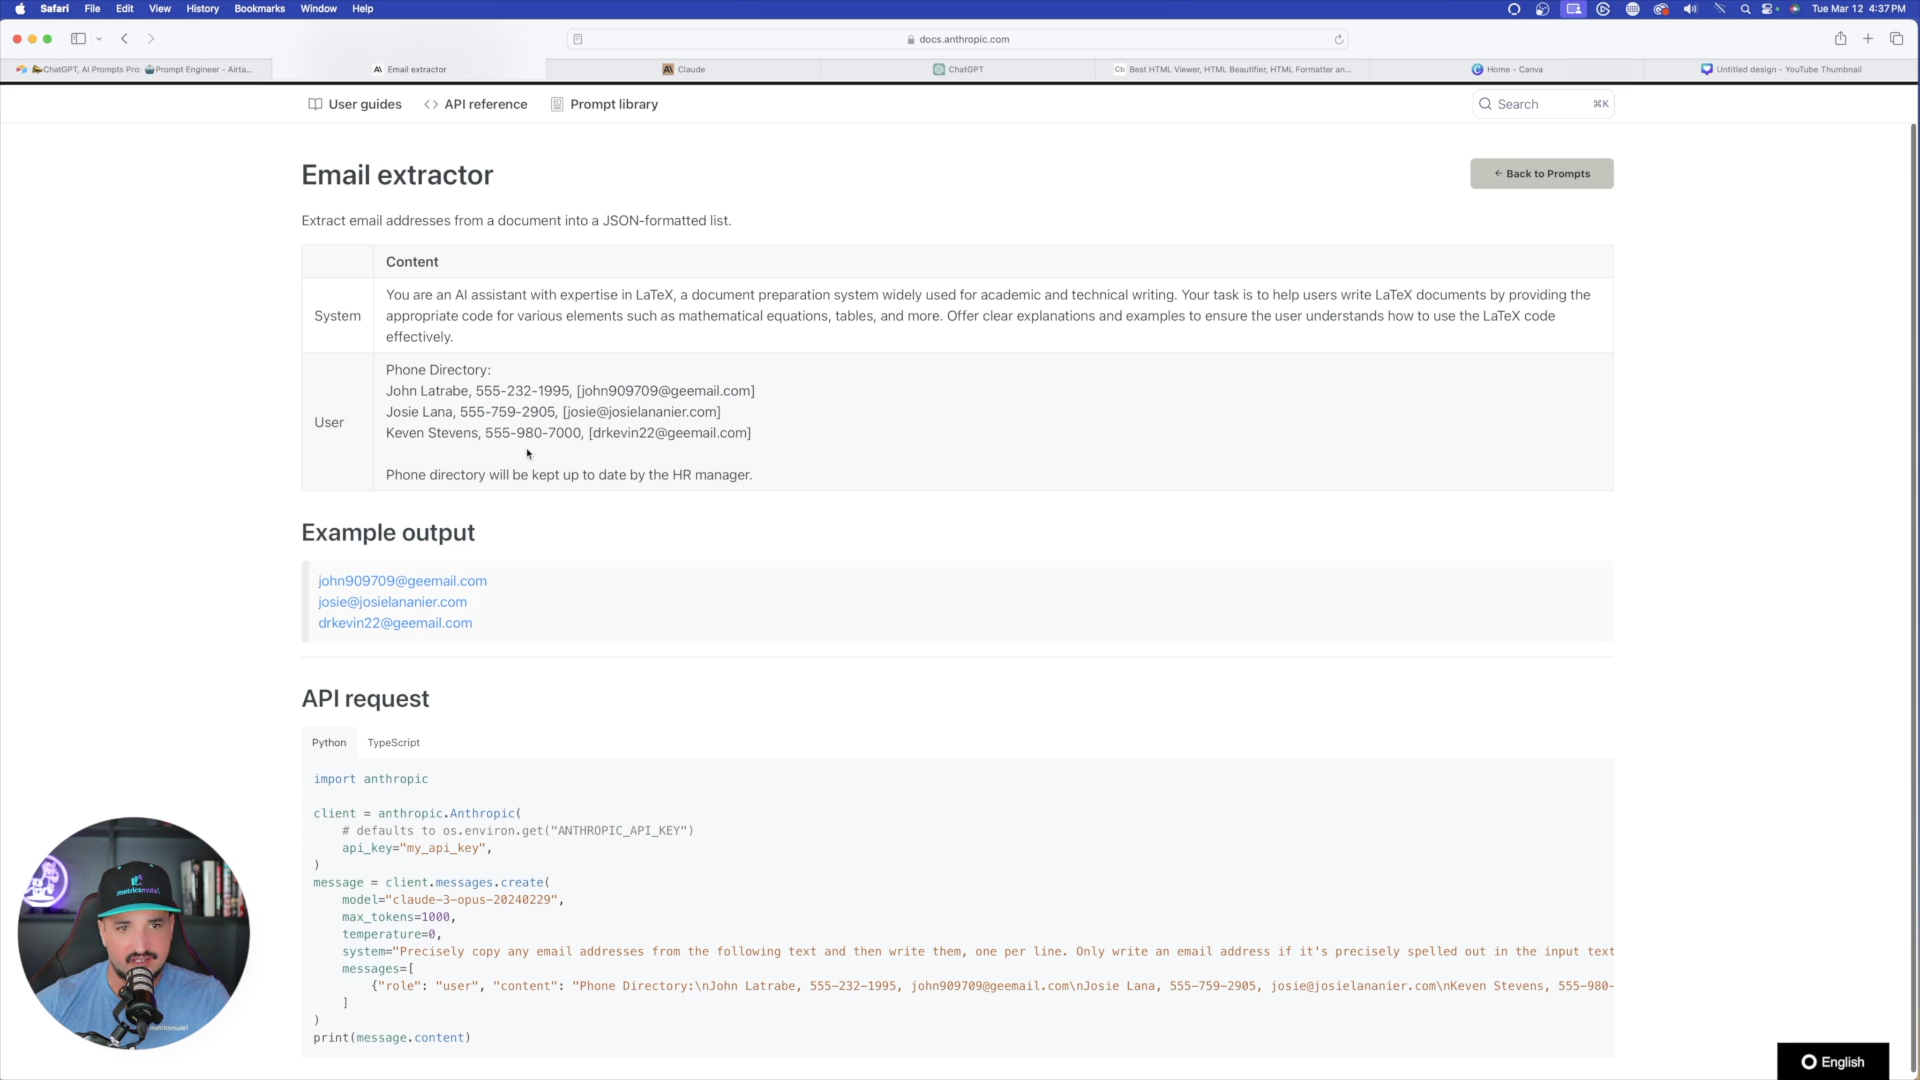 Safari File Edit View History Bookmarks Window Help Tue Mar 12 4:37 PM
docs.anthropic.com
ChatGPT, AI Prompts Pro: Prompt Engineer - Airta... Email extractor Claude ChatGPT Cb Best HTML Viewer, HTML Beautifier, HTML Formatter an... Home - Canva Untitled design - YouTube Thumbnail
User guides <> API reference Prompt library Search ⌘K
Email extractor
← Back to Prompts
Extract email addresses from a document into a JSON-formatted list.
Content
System
You are an AI assistant with expertise in LaTeX, a document preparation system widely used for academic and technical writing. Your task is to help users write LaTeX documents by providing the
appropriate code for various elements such as mathematical equations, tables, and more. Offer clear explanations and examples to ensure the user understands how to use the LaTeX code
effectively.
User
Phone Directory:
John Latrabe, 555-232-1995, [john909709@geemail.com]
Josie Lana, 555-759-2905, [josie@josielananier.com]
Keven Stevens, 555-980-7000, [drkevin22@geemail.com]
Phone directory will be kept up to date by the HR manager.
Example output
john909709@geemail.com
josie@josielananier.com
drkevin22@geemail.com
API request
Python TypeScript
import anthropic
client = anthropic.Anthropic(
# defaults to os.environ.get("ANTHROPIC_API_KEY")
api_key="my_api_key",
)
message = client.messages.create(
model="claude-3-opus-20240229",
max_tokens=1000,
temperature=0,
system="Precisely copy any email addresses from the following text and then write them, one per line. Only write an email address if it's precisely spelled out in the input text
messages=[
{"role": "user", "content": "Phone Directory:\nJohn Latrabe, 555-232-1995, john909709@geemail.com\nJosie Lana, 555-759-2905, josie@josielananier.com\nKeven Stevens, 555-980-
]
)
print(message.content)
metricsmule
metricsmule
English